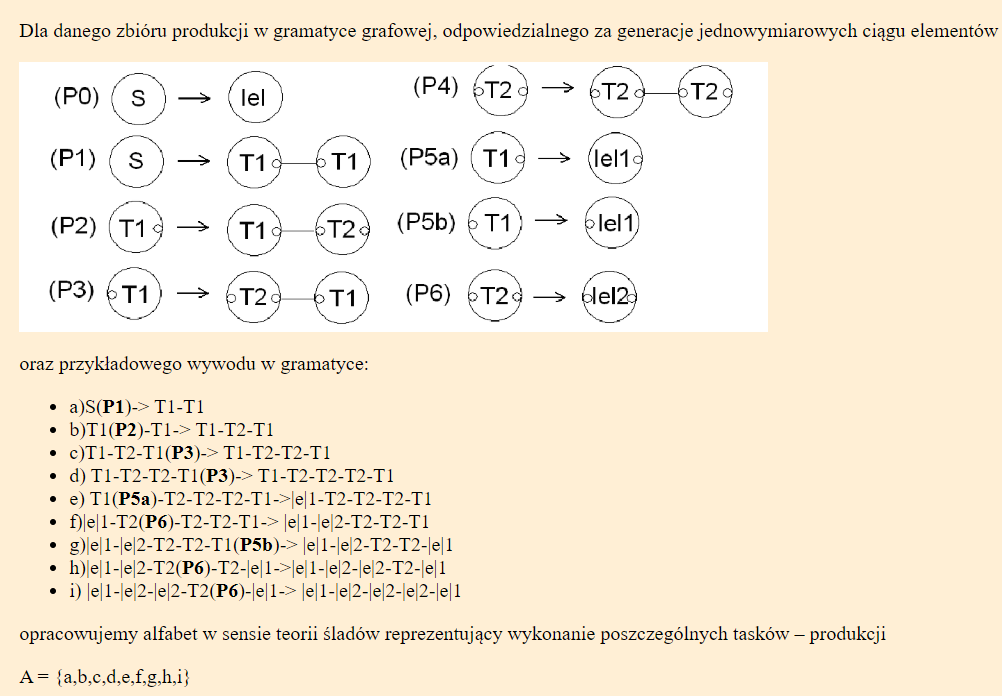 Dla danego zbióru produkcji w gramatyce grafowej, odpowiedzialnego za generacje jednowymiarowych ciągu elementów
(P0) S → |e|
(P1) S → T1 T1
(P2) T1 → T1 T2
(P3) T1 → T2 T1
(P4) T2 → T2 T2
(P5a) T1 → |e|1
(P5b) T1 → |e|1
(P6) T2 → |e|2
oraz przykładowego wywodu w gramatyce:
• a)S(P1)-> T1-T1
• b)T1(P2)-T1-> T1-T2-T1
• c)T1-T2-T1(P3)-> T1-T2-T2-T1
• d) T1-T2-T2-T1(P3)-> T1-T2-T2-T2-T1
• e) T1(P5a)-T2-T2-T2-T1->|e|1-T2-T2-T2-T1
• f)|e|1-T2(P6)-T2-T2-T1-> |e|1-|e|2-T2-T2-T1
• g)|e|1-|e|2-T2-T2-T1(P5b)-> |e|1-|e|2-T2-T2-|e|1
• h)|e|1-|e|2-T2(P6)-T2-|e|1->|e|1-|e|2-|e|2-T2-|e|1
• i) |e|1-|e|2-|e|2-T2(P6)-|e|1-> |e|1-|e|2-|e|2-|e|2-|e|1
opracowujemy alfabet w sensie teorii śladów reprezentujący wykonanie poszczególnych tasków – produkcji
A = {a,b,c,d,e,f,g,h,i}